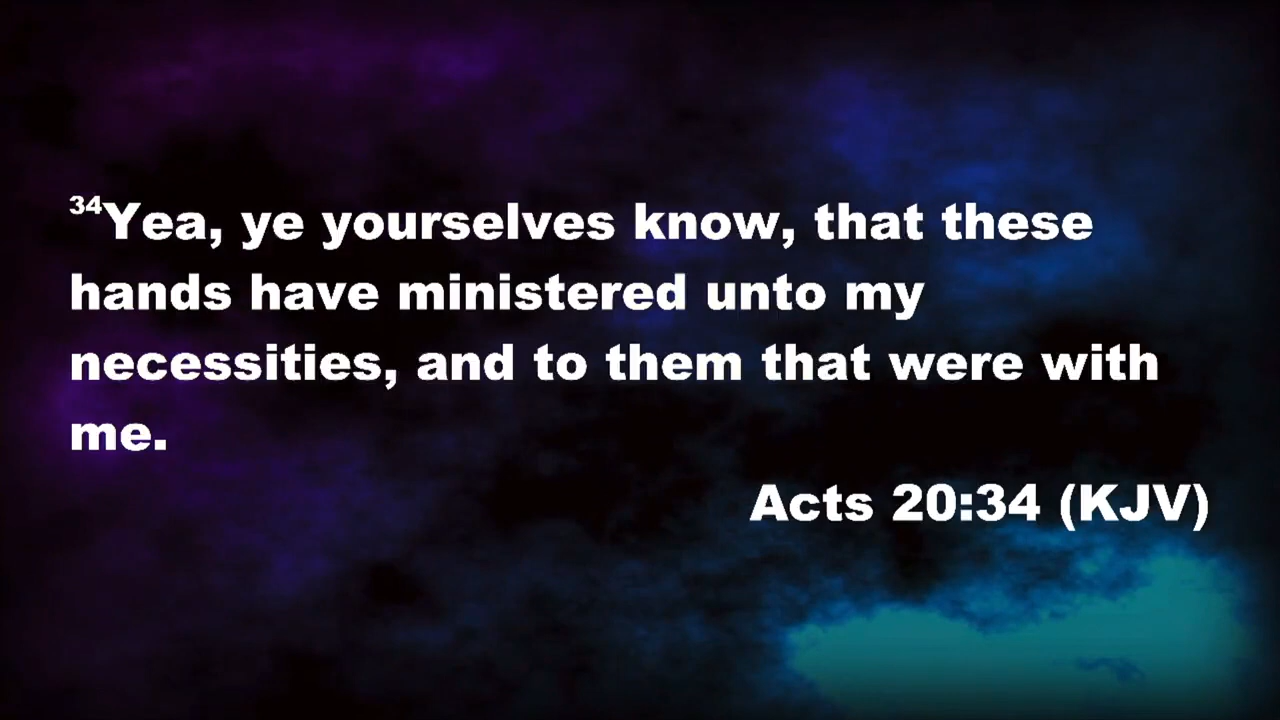 34Yea, ye yourselves know, that these
hands have ministered unto my
necessities, and to them that were with
me.
Acts 20:34 (KJV)